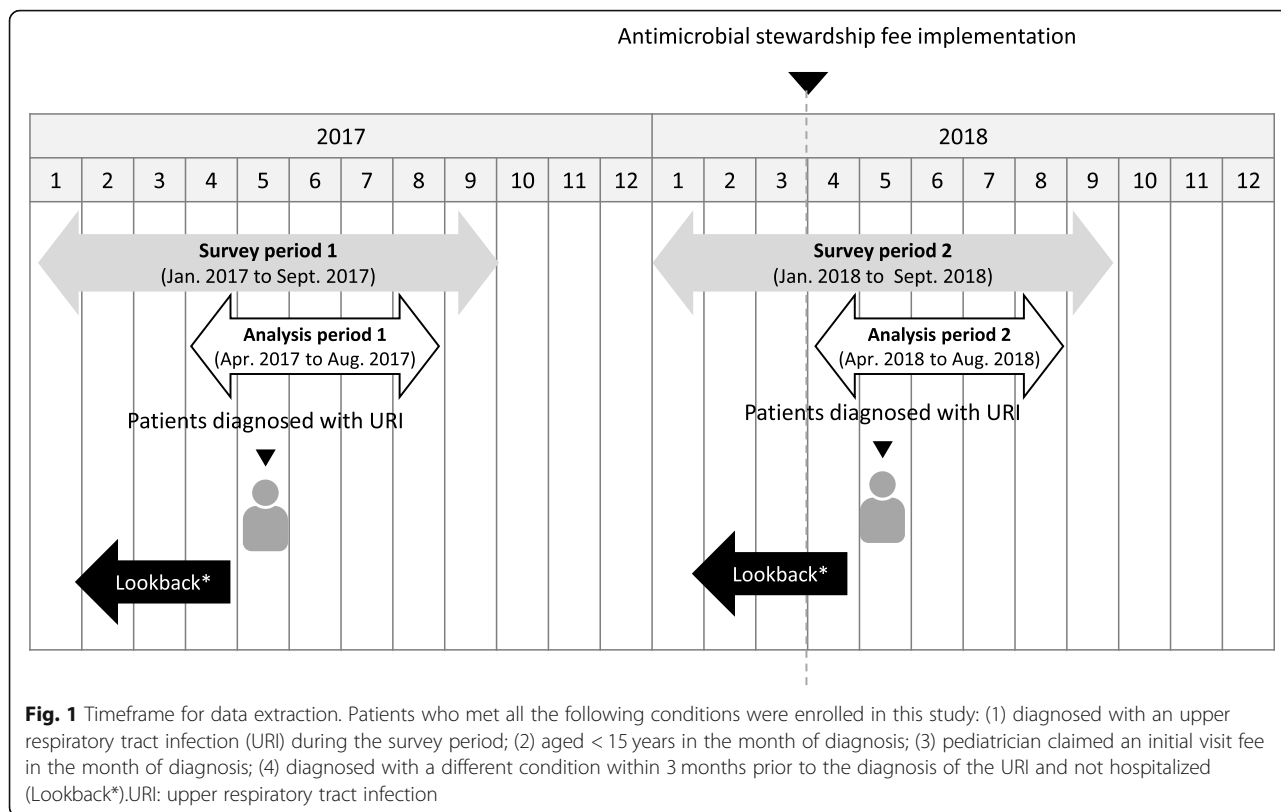 Antimicrobial stewardship fee implementation
2017 2018
1 2 3 4 5 6 7 8 9 10 11 12 1 2 3 4 5 6 7 8 9 10 11 12
Survey period 1
(Jan. 2017 to Sept. 2017)
Survey period 2
(Jan. 2018 to Sept. 2018)
Analysis period 1
(Apr. 2017 to Aug. 2017)
Analysis period 2
(Apr. 2018 to Aug. 2018)
Patients diagnosed with URI
Patients diagnosed with URI
Lookback*
Lookback*
Fig. 1 Timeframe for data extraction. Patients who met all the following conditions were enrolled in this study: (1) diagnosed with an upper
respiratory tract infection (URI) during the survey period; (2) aged < 15 years in the month of diagnosis; (3) pediatrician claimed an initial visit fee
in the month of diagnosis; (4) diagnosed with a different condition within 3 months prior to the diagnosis of the URI and not hospitalized
(Lookback*).URI: upper respiratory tract infection